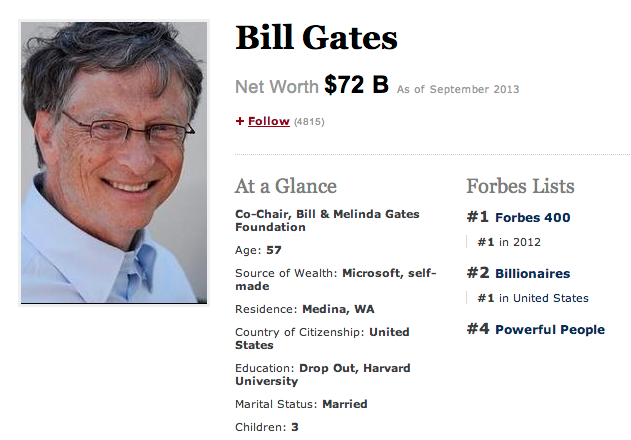 Bill Gates
Net Worth $72 B As of September 2013
+ Follow (4815)
At a Glance
Co-Chair, Bill & Melinda Gates
Foundation
Age: 57
Source of Wealth: Microsoft, self-
made
Residence: Medina, WA
Country of Citizenship: United
States
Education: Drop Out, Harvard
University
Marital Status: Married
Children: 3
Forbes Lists
#1 Forbes 400
#1 in 2012
#2 Billionaires
#1 in United States
#4 Powerful People